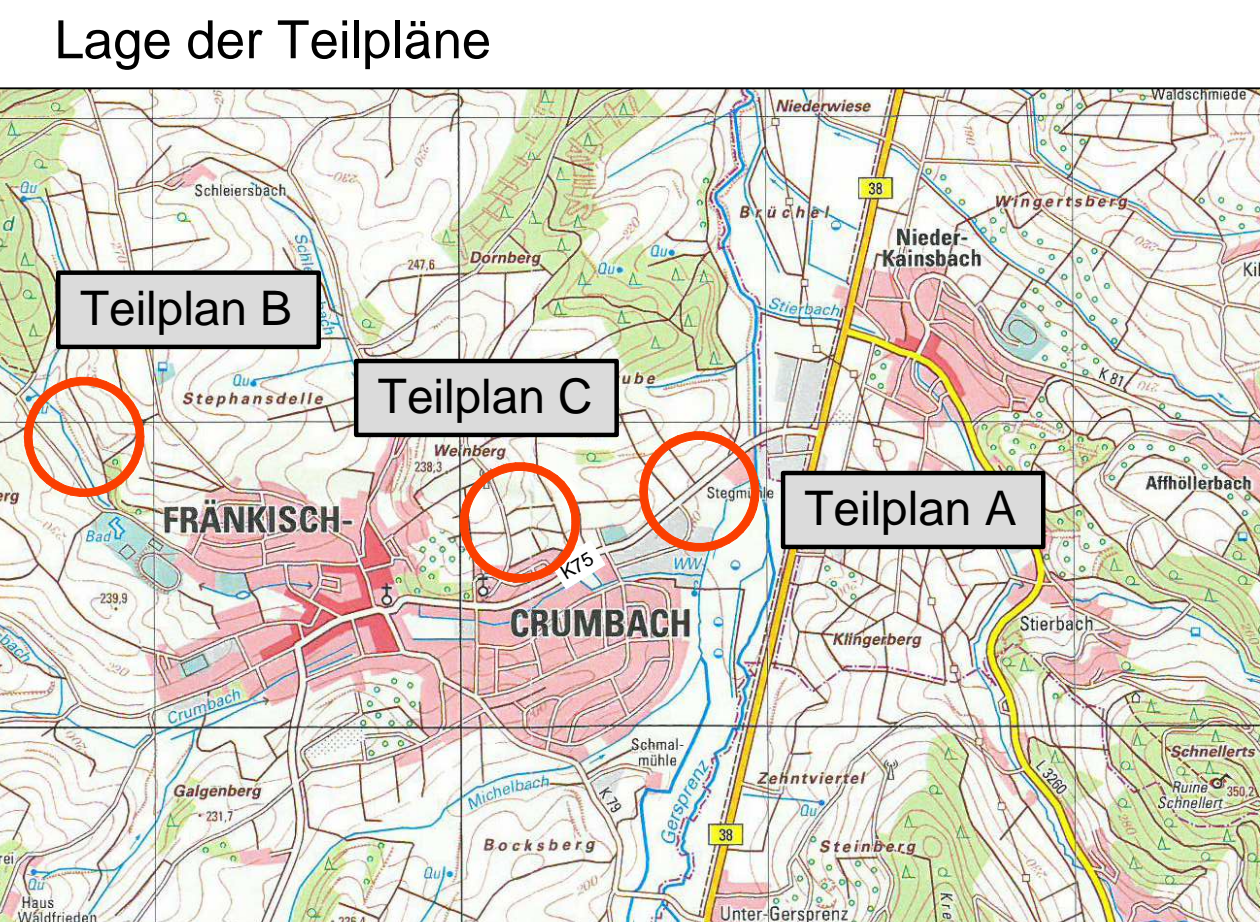 Lage der Teilpläne
Waldschmiede
Niederwiese
Qu
Schleiersbach
38
Wingertsberg
Brüchel
Nieder-
Kainsbach
Dornberg
247,6
Qu
Qu
Stierbach
Teilplan B
K 81
Qu
Stephansdelle
Teilplan C
ube
Weinberg
238,3
Stegmühle
Teilplan A
Affhöllerbach
FRÄNKISCH-
Bad
K75
WW
239,9
CRUMBACH
Klingerberg
Stierbach
Crumbach
Schmal-
mühle
Zehntviertel
Schnellerts
Ruine
Schnellert
350,2
Galgenberg
231,7
Michelbach
K 79
Gersprenz
L 3260
Qu
38
Bocksberg
Steinberg
Qu
Qu
Haus
Waldfrieden
Unter-Gersprenz